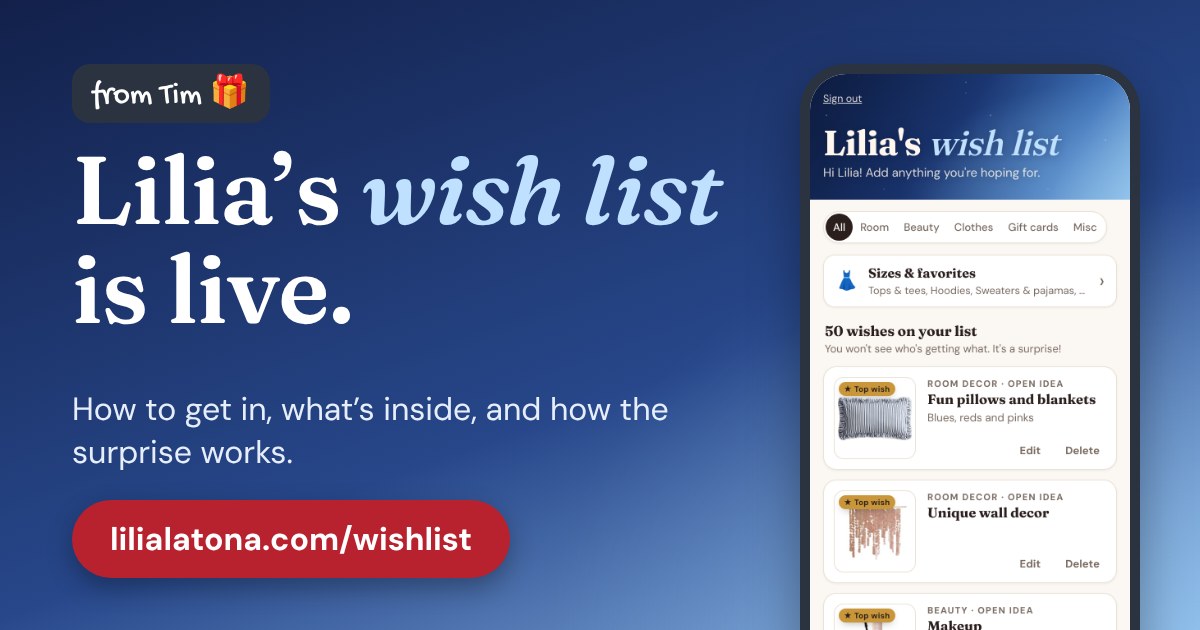 from Tim 🎁
Lilia’s wish list
is live.
How to get in, what’s inside, and how the
surprise works.
lilialatona.com/wishlist
Sign out
Lilia's wish list
Hi Lilia! Add anything you're hoping for.
All Room Beauty Clothes Gift cards Misc
Sizes & favorites
Tops & tees, Hoodies, Sweaters & pajamas, ...
50 wishes on your list
You won't see who's getting what. It's a surprise!
★ Top wish
ROOM DECOR · OPEN IDEA
Fun pillows and blankets
Blues, reds and pinks
Edit Delete
★ Top wish
ROOM DECOR · OPEN IDEA
Unique wall decor
Edit Delete
★ Top wish
BEAUTY · OPEN IDEA
Makeup